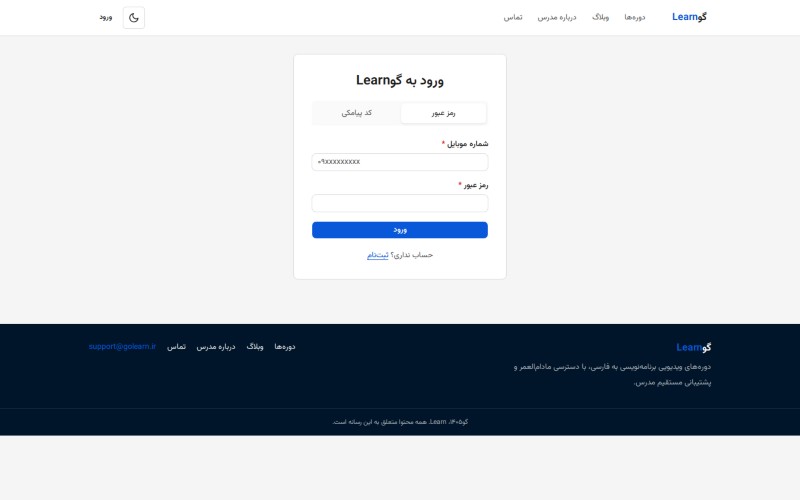 گوLearn
دوره‌ها
وبلاگ
درباره مدرس
تماس
ورود
ورود به گوLearn
رمز عبور
کد پیامکی
شماره موبایل *
۰۹xxxxxxxxx
رمز عبور *
ورود
حساب نداری؟ ثبت‌نام
گوLearn
دوره‌های ویدیویی برنامه‌نویسی به فارسی، با دسترسی مادام‌العمر و
پشتیبانی مستقیم مدرس.
دوره‌ها
وبلاگ
درباره مدرس
تماس
support@golearn.ir
گوLearn ،۱۴۰۵. همه محتوا متعلق به این رسانه است.